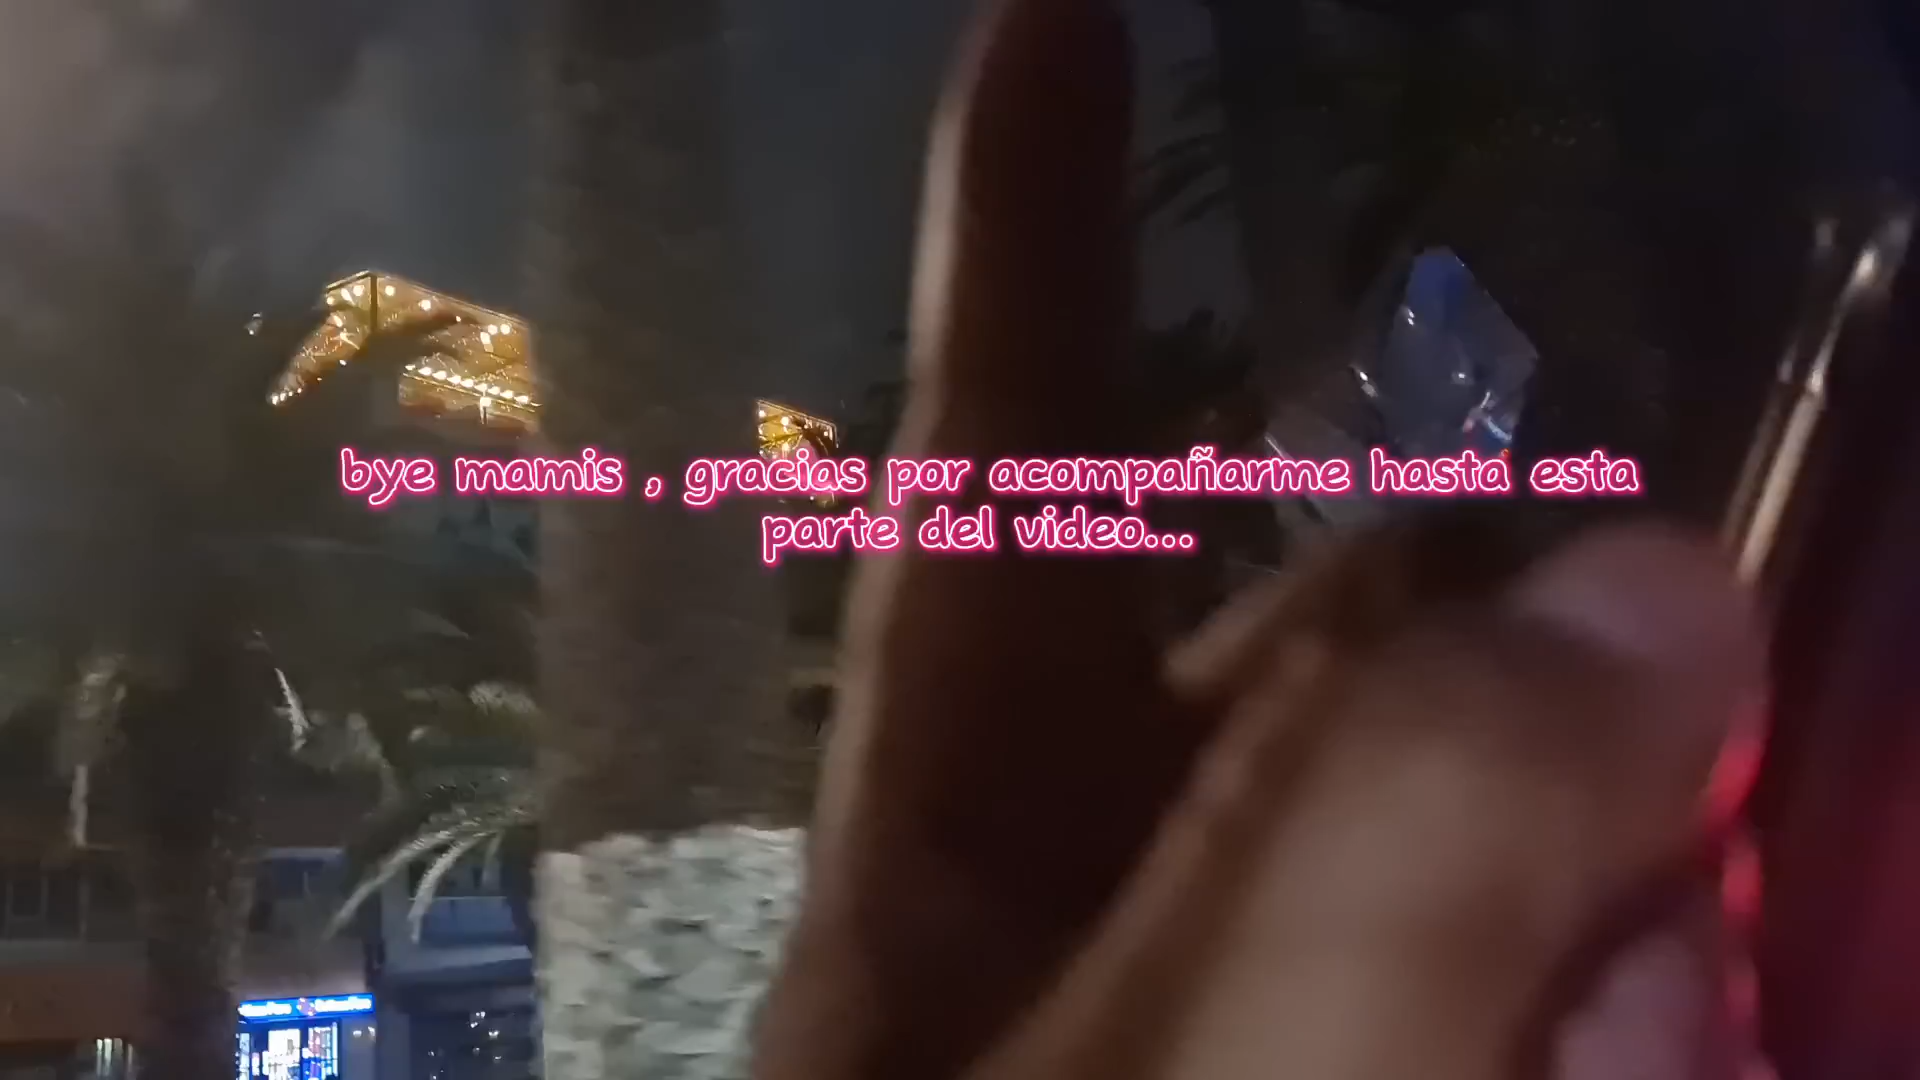 bye mamis , gracias por acompañarme hasta esta
parte del video...